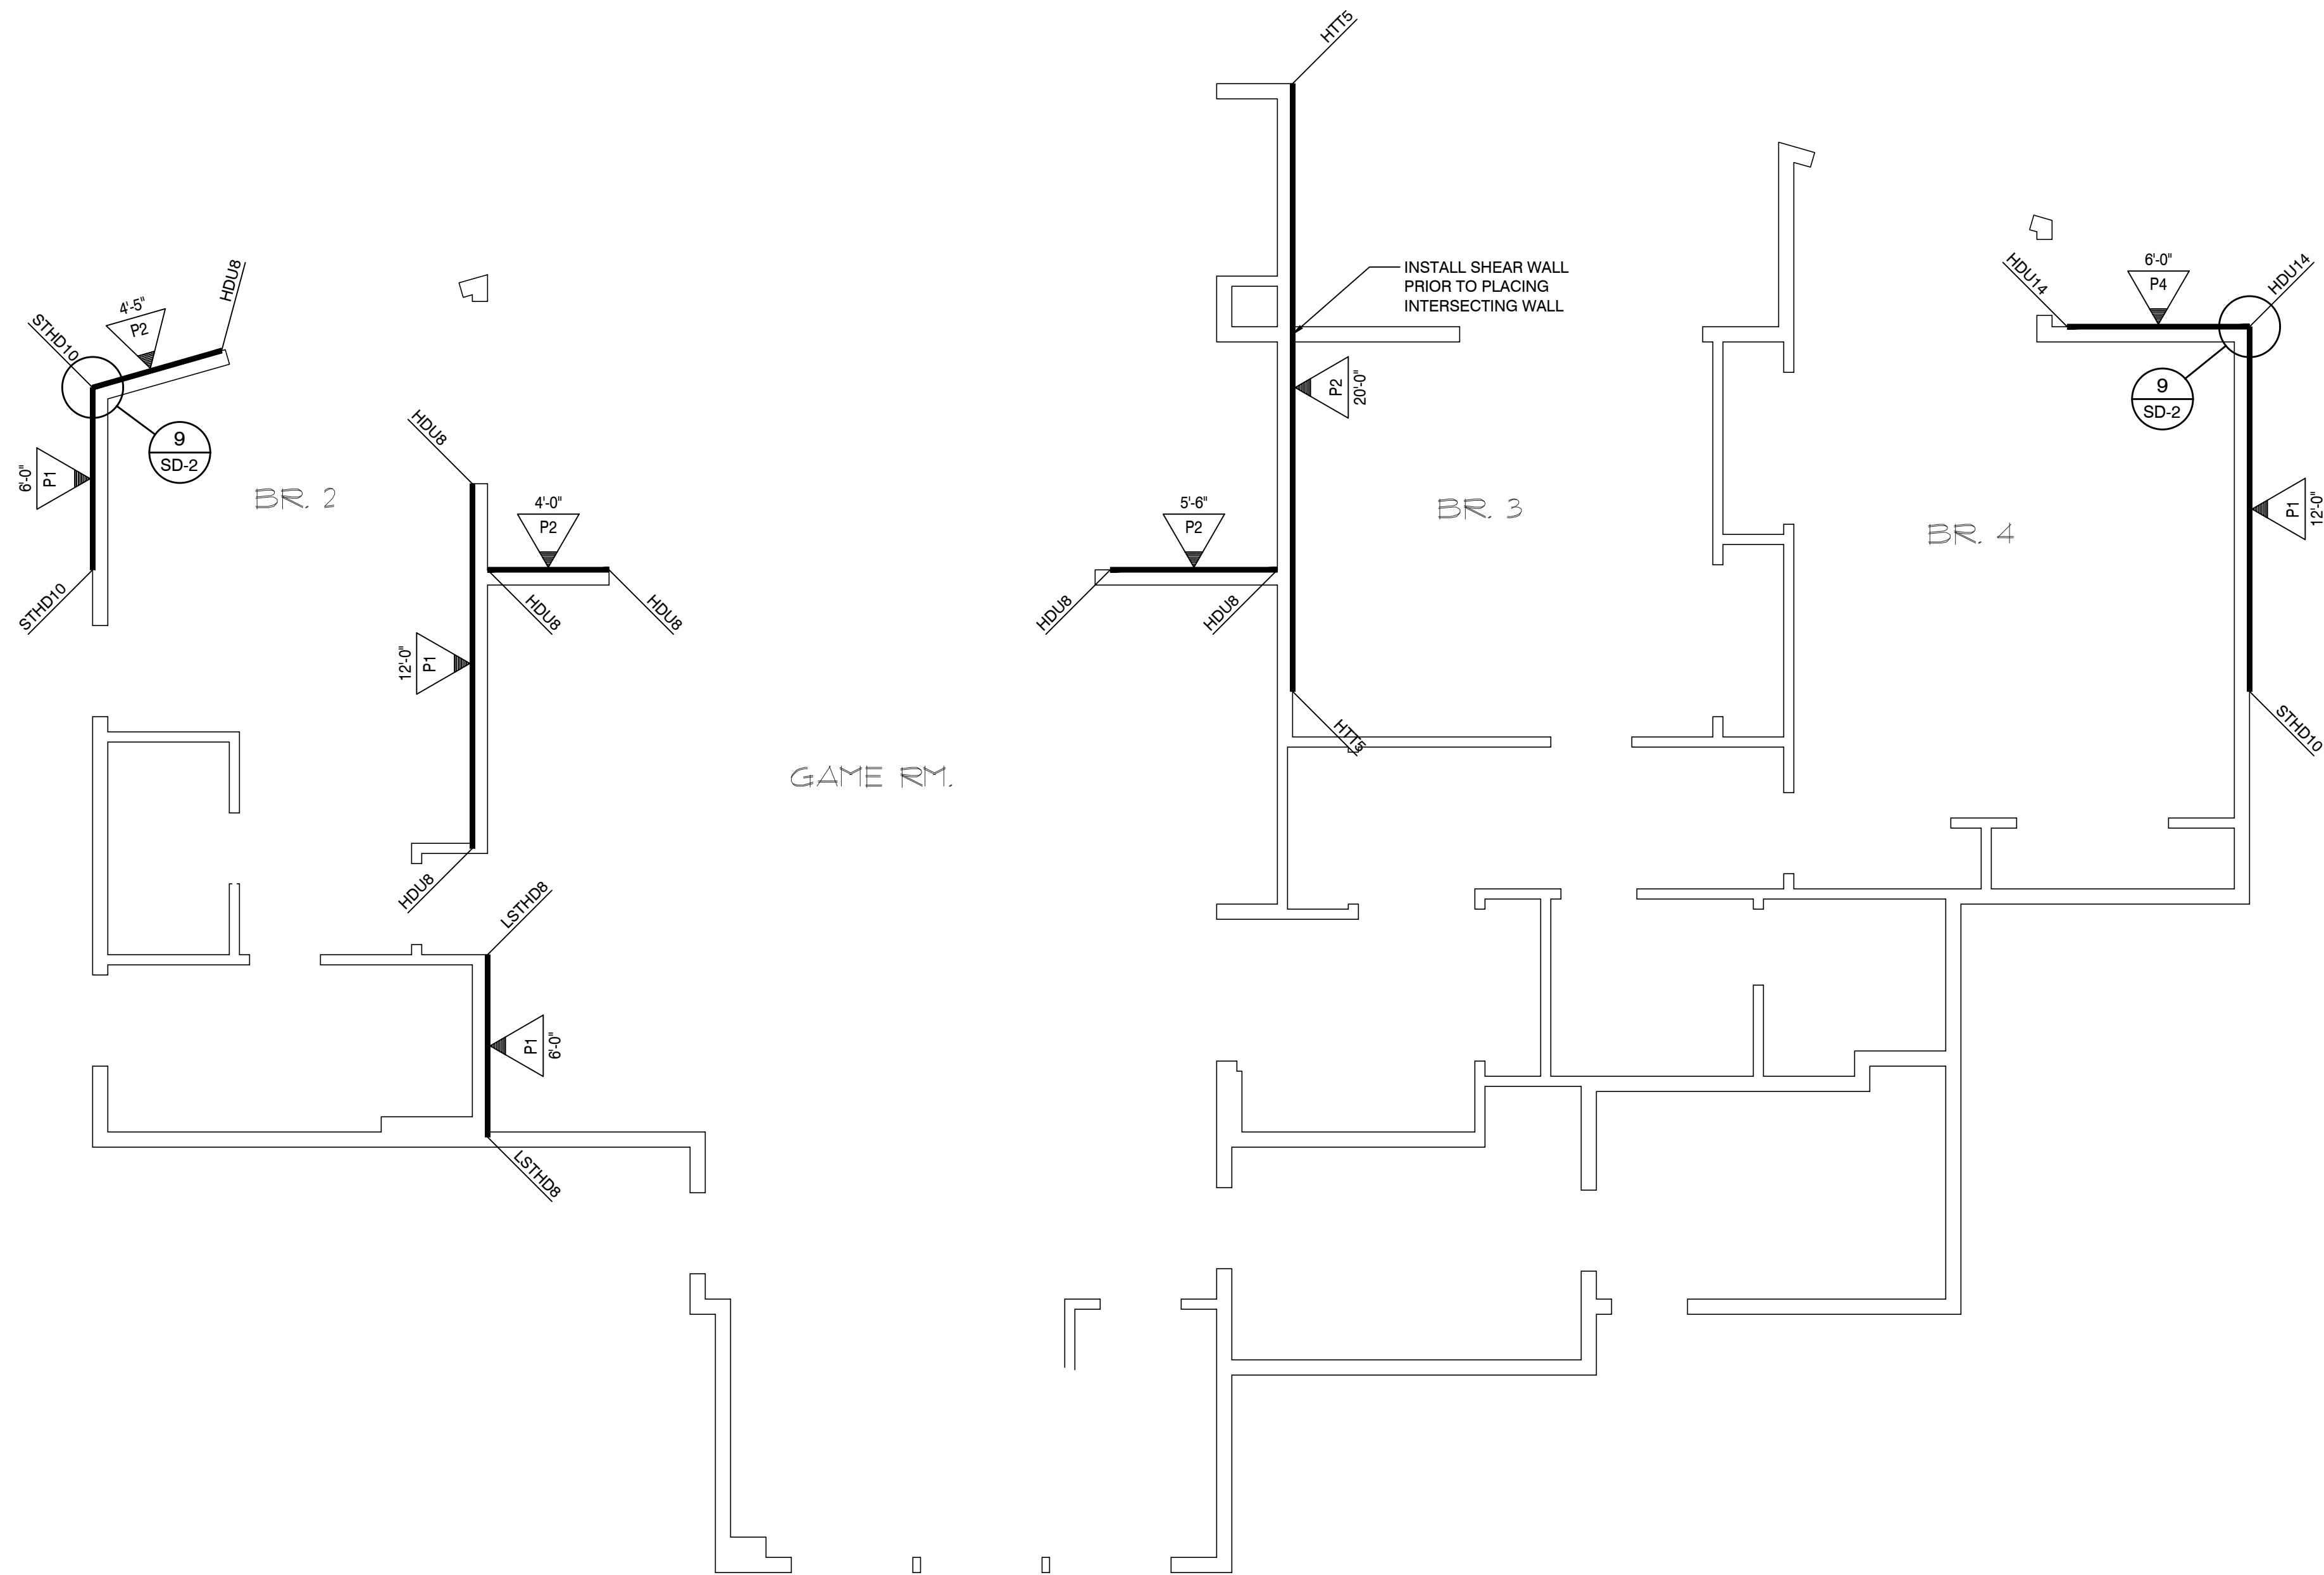 HTT5
INSTALL SHEAR WALL
PRIOR TO PLACING
INTERSECTING WALL
HDU8
4'-5"
P2
STHD10
9
SD-2
6'-0"
P1
STHD10
BR. 2
HDU8
4'-0"
P2
HDU8
HDU8
12'-0"
P1
HDU8
LSTHD8
P1
6'-0"
LSTHD8
GAME RM.
5'-6"
P2
HDU8
HDU8
P2
20'-0"
HTT5
BR. 3
BR. 4
HDU14
6'-0"
P4
HDU14
9
SD-2
P1
12'-0"
STHD10